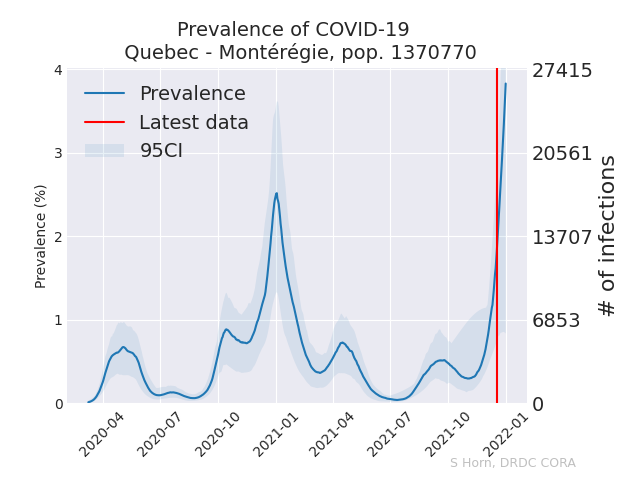 Prevalence of COVID-19
Quebec - Montérégie, pop. 1370770
Prevalence
Latest data
95CI
Prevalence (%)
4
3
2
1
0
27415
20561
13707
6853
0
# of infections
2020-04
2020-07
2020-10
2021-01
2021-04
2021-07
2021-10
2022-01
S Horn, DRDC CORA